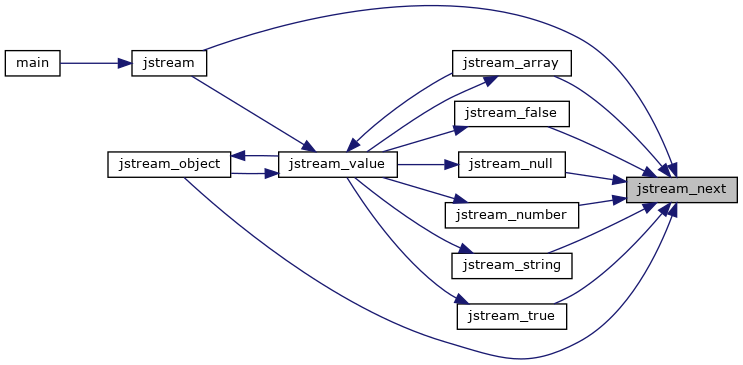 main
jstream
jstream_array
jstream_false
jstream_object
jstream_value
jstream_null
jstream_next
jstream_number
jstream_string
jstream_true